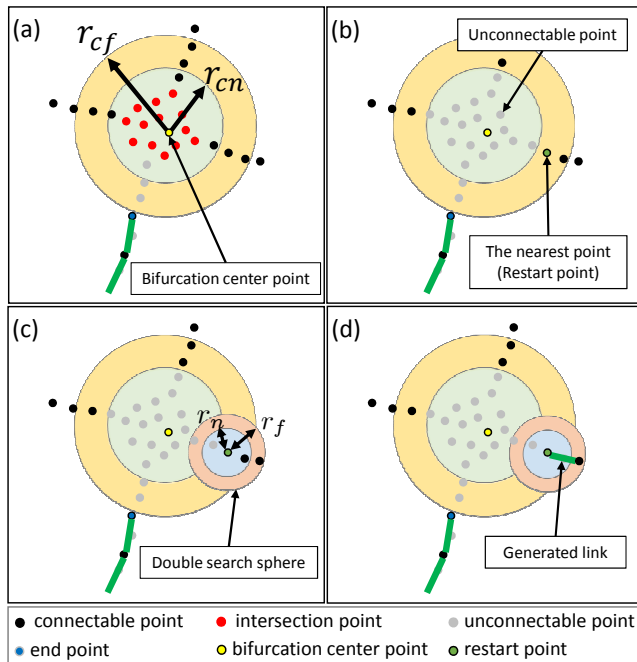 (a)
r_cf
r_cn
Bifurcation center point
(b)
Unconnectable point
The nearest point
(Restart point)
(c)
r_n
r_f
Double search sphere
(d)
Generated link
connectable point
intersection point
unconnectable point
end point
bifurcation center point
restart point